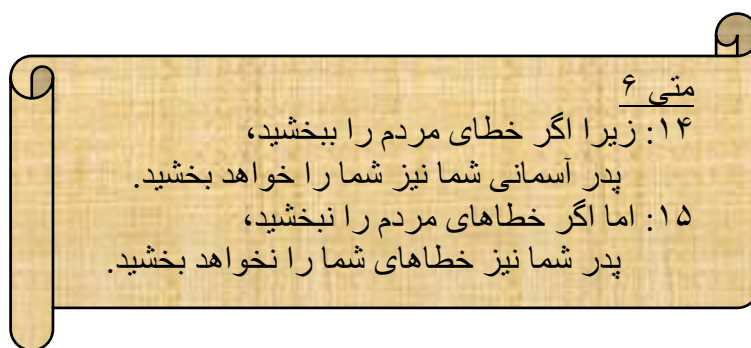 متی ۶
۱۴: زیرا اگر خطای مردم را ببخشید،
پدر آسمانی شما نیز شما را خواهد بخشید.
۱۵: اما اگر خطاهای مردم را نبخشید،
پدر شما نیز خطاهای شما را نخواهد بخشید.